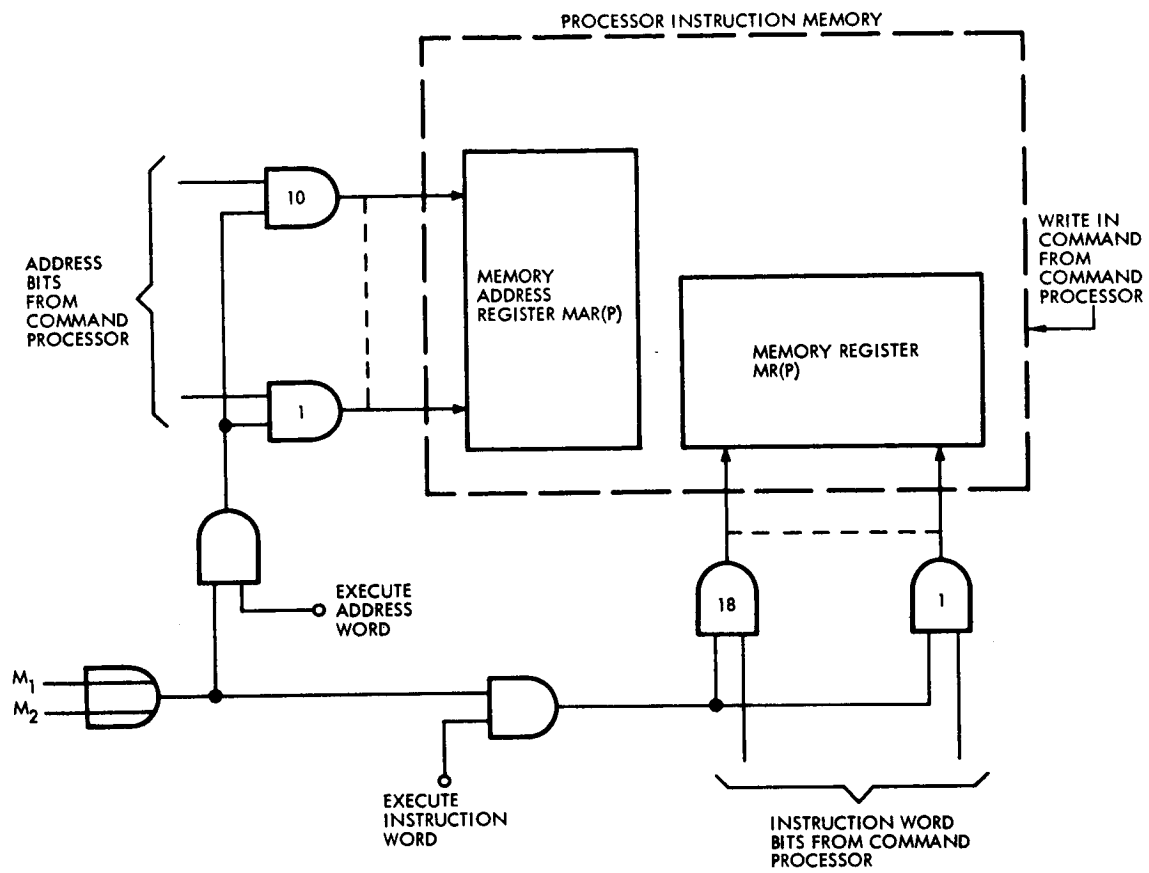 PROCESSOR INSTRUCTION MEMORY
10
ADDRESS
BITS
FROM
COMMAND
PROCESSOR
MEMORY
ADDRESS
REGISTER MAR(P)
WRITE IN
COMMAND
FROM
COMMAND
PROCESSOR
MEMORY REGISTER
MR(P)
1
EXECUTE
ADDRESS
WORD
18
1
M1
M2
EXECUTE
INSTRUCTION
WORD
INSTRUCTION WORD
BITS FROM COMMAND
PROCESSOR